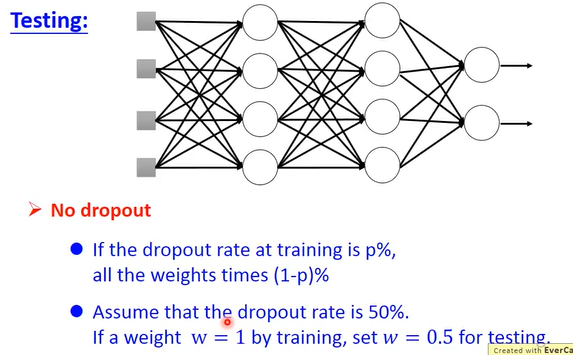 Testing:
No dropout
If the dropout rate at training is p%,
all the weights times (1-p)%
Assume that the dropout rate is 50%.
If a weight w = 1 by training, set 𝑤 = 0.5 for testing.
Created with EverCa